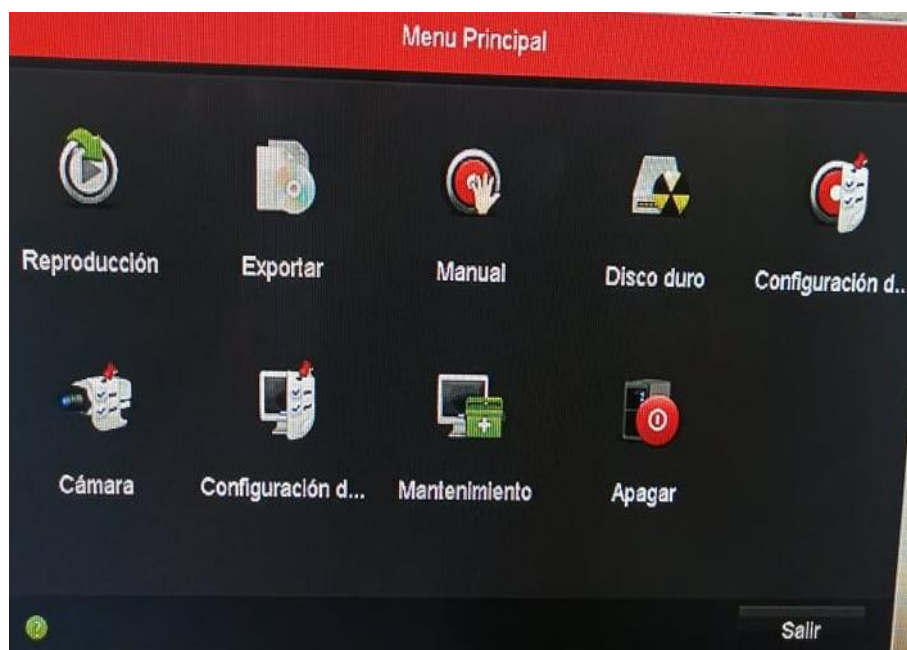 Menu Principal
Reproducción
Exportar
Manual
Disco duro
Configuración d...
Cámara
Configuración d...
Mantenimiento
Apagar
?
Salir